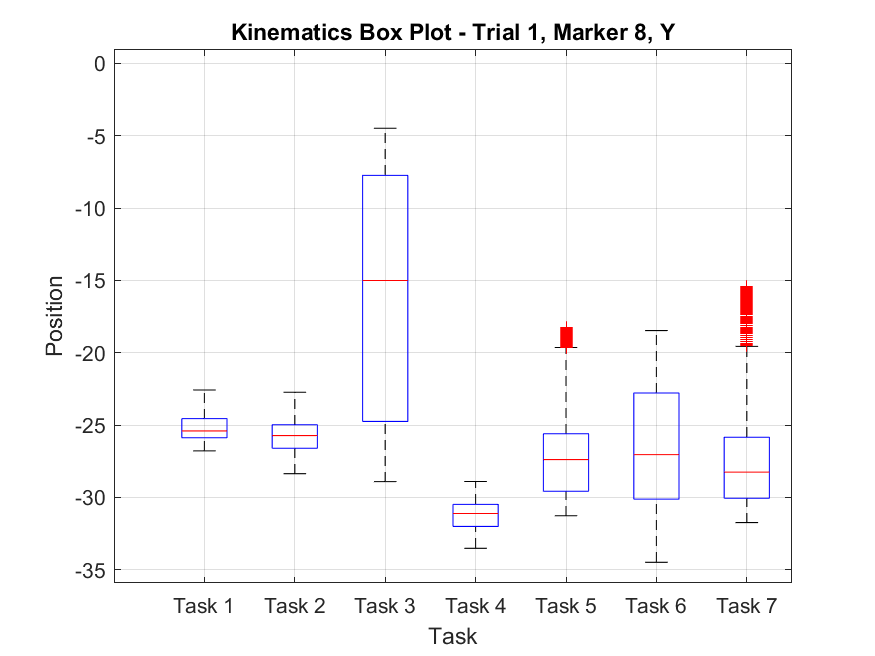 Kinematics Box Plot - Trial 1, Marker 8, Y
0
-5
-10
-15
-20
-25
-30
-35
Position
Task 1 Task 2 Task 3 Task 4 Task 5 Task 6 Task 7
Task